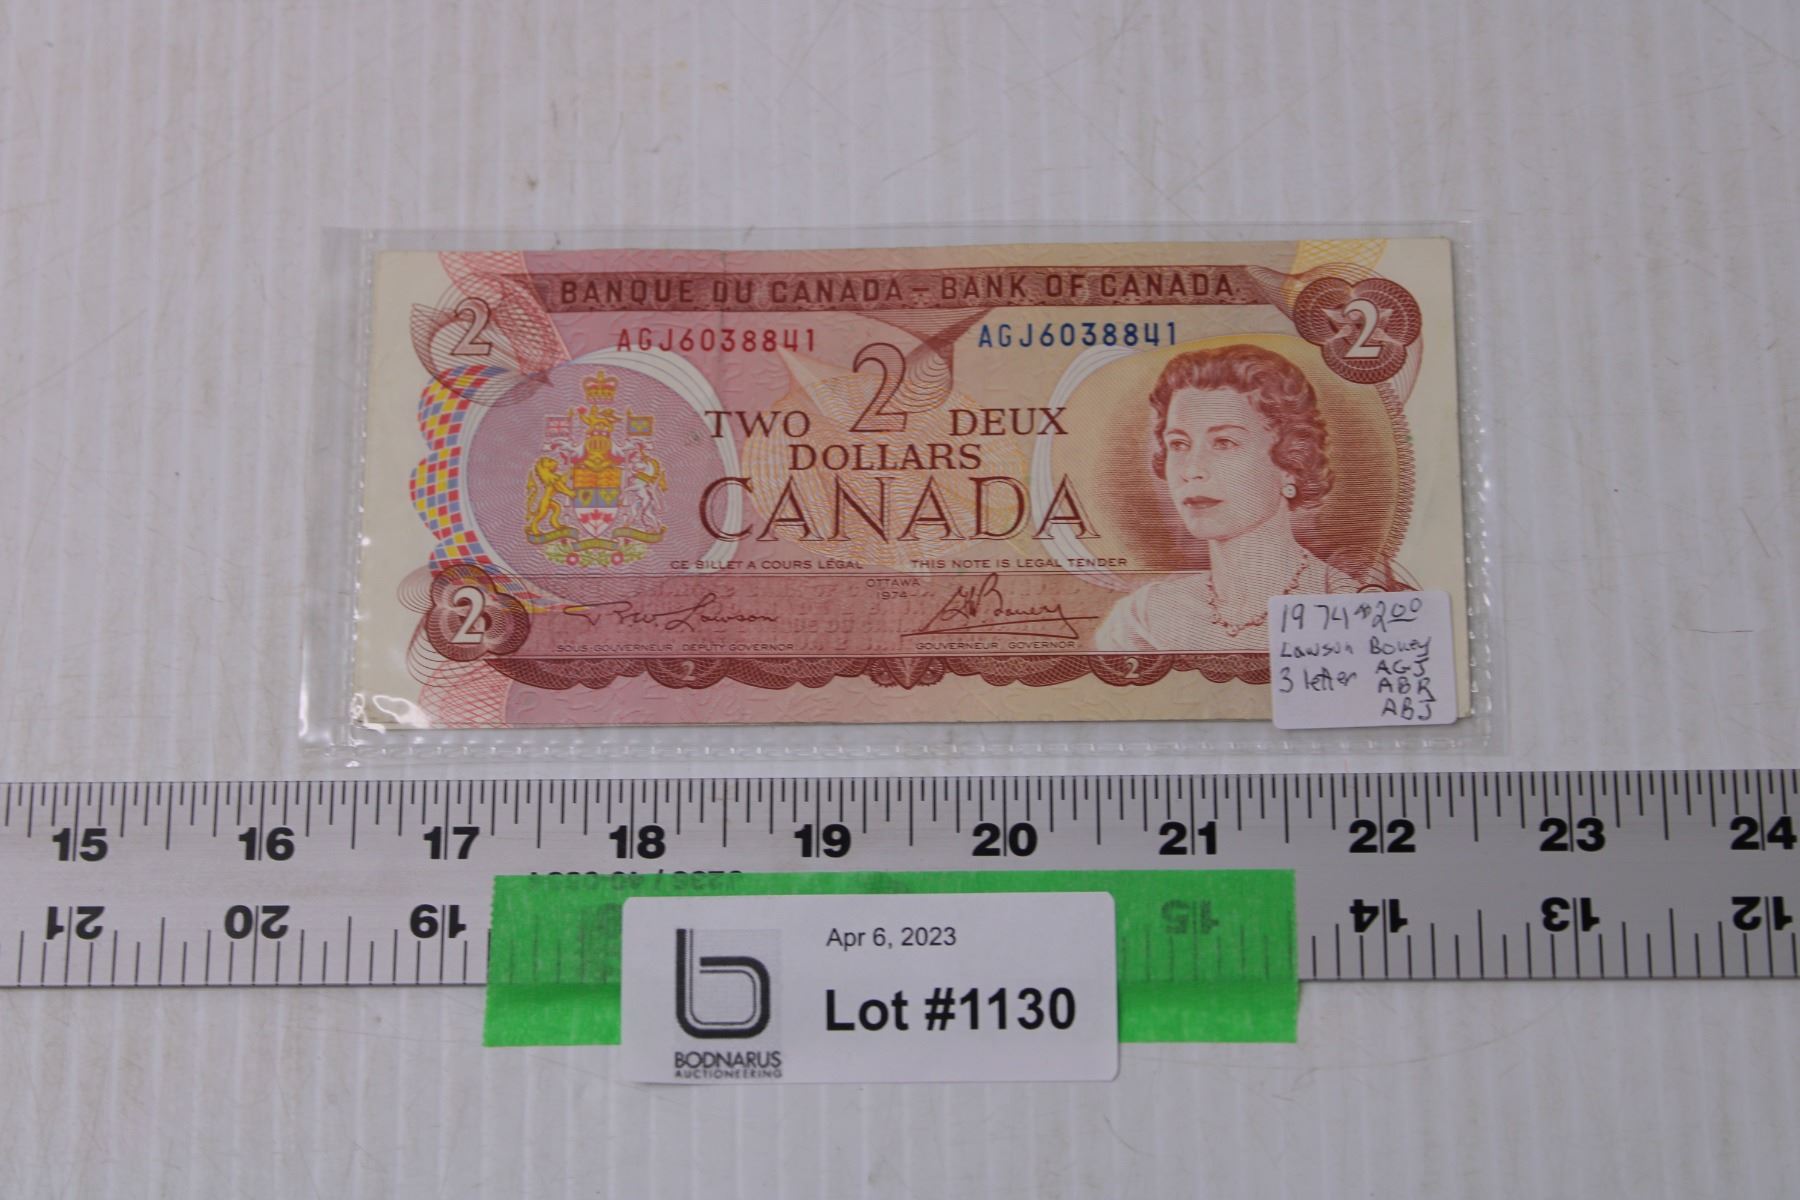 BANQUE DU CANADA – BANK OF CANADA
2 2
AGJ6038841 AGJ6038841
TWO 2 DEUX
DOLLARS
CANADA
CE BILLET A COURS LÉGAL THIS NOTE IS LEGAL TENDER
OTTAWA
1974
2
SOUS-GOUVERNEUR DEPUTY GOVERNOR GOUVERNEUR GOVERNOR
2 2
1974 $2.00
Lawson Bouey
3 letter AGJ
ABR
ABJ
15 16 17 18 19 20 21 22 23 24
21 20 19 15 14 13 12
Apr 6, 2023
Lot #1130
BODNARUS
AUCTIONEERING